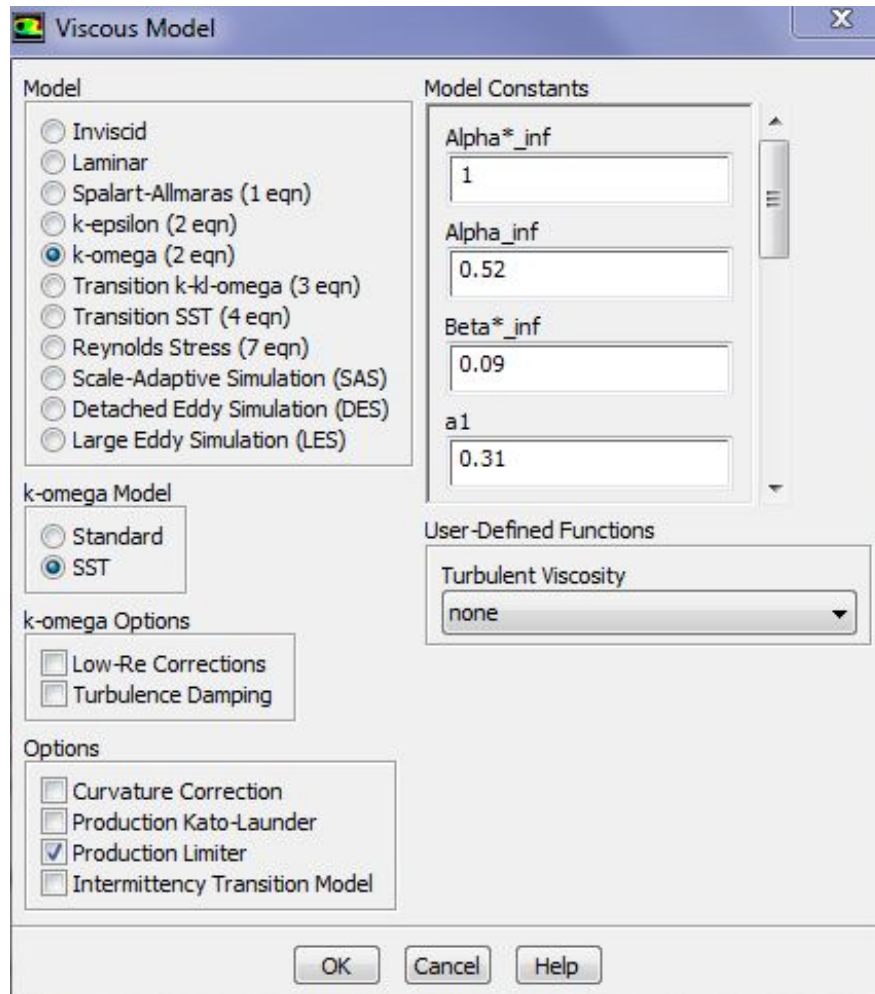 Viscous Model
X
Model
Inviscid
Laminar
Spalart-Allmaras (1 eqn)
k-epsilon (2 eqn)
k-omega (2 eqn)
Transition k-kl-omega (3 eqn)
Transition SST (4 eqn)
Reynolds Stress (7 eqn)
Scale-Adaptive Simulation (SAS)
Detached Eddy Simulation (DES)
Large Eddy Simulation (LES)
k-omega Model
Standard
SST
k-omega Options
Low-Re Corrections
Turbulence Damping
Options
Curvature Correction
Production Kato-Launder
Production Limiter
Intermittency Transition Model
Model Constants
Alpha*_inf
1
Alpha_inf
0.52
Beta*_inf
0.09
a1
0.31
User-Defined Functions
Turbulent Viscosity
none
OK
Cancel
Help